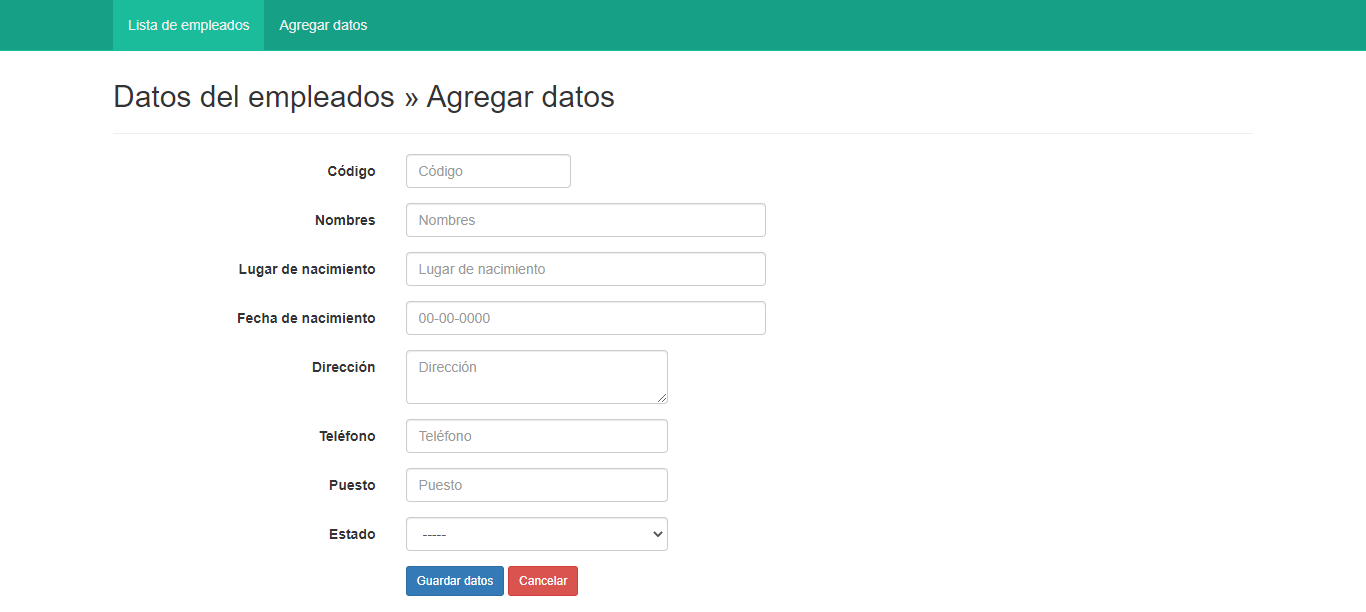 Lista de empleados Agregar datos
Datos del empleados » Agregar datos
Código Código
Nombres Nombres
Lugar de nacimiento Lugar de nacimiento
Fecha de nacimiento 00-00-0000
Dirección Dirección
Teléfono Teléfono
Puesto Puesto
Estado -----
Guardar datos Cancelar